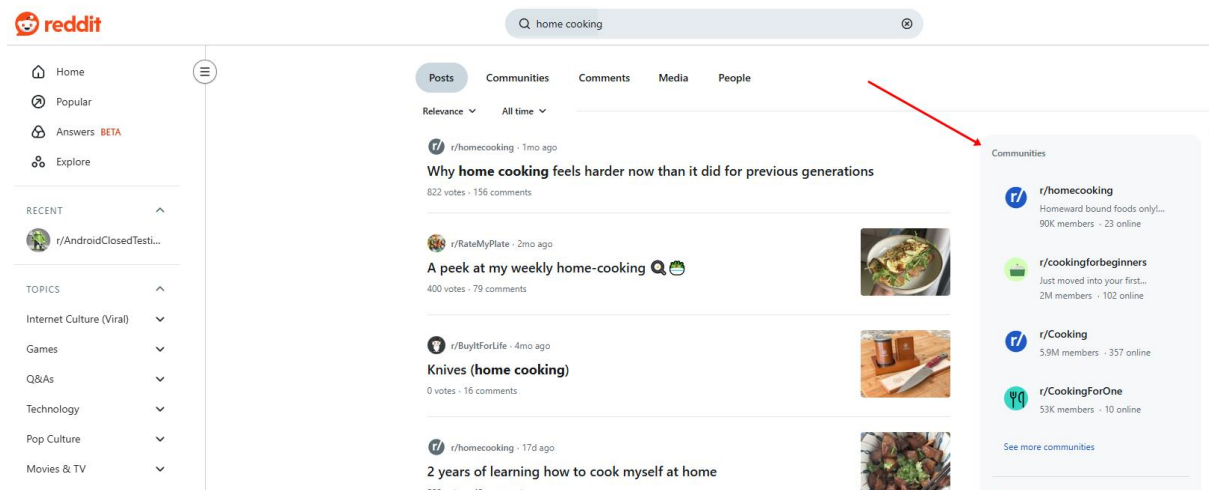 reddit
home cooking
Home
Popular
Answers BETA
Explore
RECENT
r/AndroidClosedTesti...
TOPICS
Internet Culture (Viral)
Games
Q&As
Technology
Pop Culture
Movies & TV
Posts Communities Comments Media People
Relevance All time
r/homecooking · 1mo ago
Why home cooking feels harder now than it did for previous generations
822 votes · 156 comments
r/RateMyPlate · 2mo ago
A peek at my weekly home-cooking 🍳🥗
400 votes · 79 comments
r/BuyItForLife · 4mo ago
Knives (home cooking)
0 votes · 16 comments
r/homecooking · 17d ago
2 years of learning how to cook myself at home
Communities
r/homecooking
Homeward bound foods only!...
90K members · 23 online
r/cookingforbeginners
Just moved into your first...
2M members · 102 online
r/Cooking
5.9M members · 357 online
r/CookingForOne
53K members · 10 online
See more communities